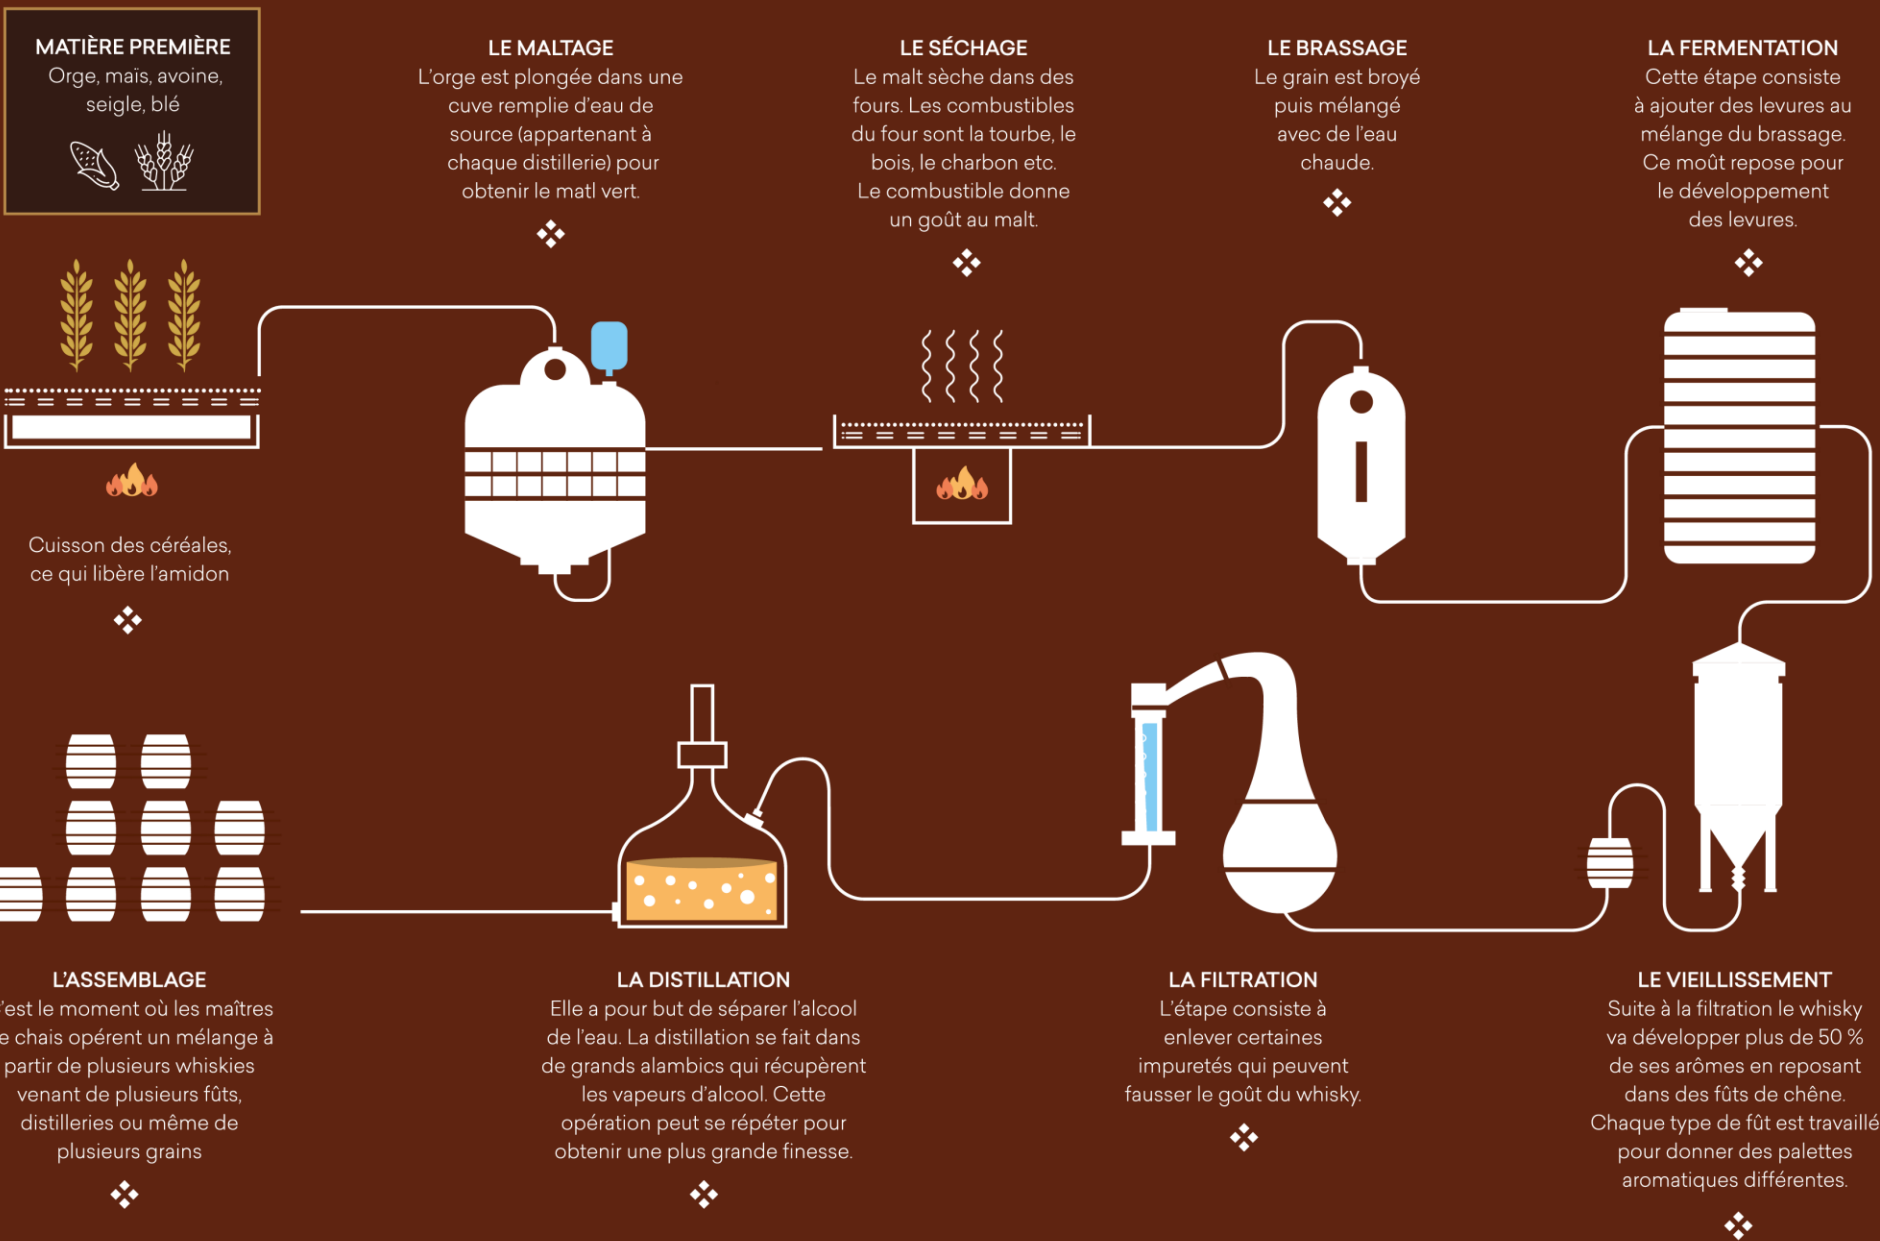 MATIÈRE PREMIÈRE
Orge, maïs, avoine,
seigle, blé
Cuisson des céréales,
ce qui libère l'amidon
LE MALTAGE
L'orge est plongée dans une
cuve remplie d'eau de
source (appartenant à
chaque distillerie) pour
obtenir le matl vert.
LE SÉCHAGE
Le malt sèche dans des
fours. Les combustibles
du four sont la tourbe, le
bois, le charbon etc.
Le combustible donne
un goût au malt.
LE BRASSAGE
Le grain est broyé
puis mélangé
avec de l'eau
chaude.
LA FERMENTATION
Cette étape consiste
à ajouter des levures au
mélange du brassage.
Ce moût repose pour
le développement
des levures.
L'ASSEMBLAGE
'est le moment où les maîtres
e chais opérent un mélange à
partir de plusieurs whiskies
venant de plusieurs fûts,
distilleries ou même de
plusieurs grains
LA DISTILLATION
Elle a pour but de séparer l'alcool
de l'eau. La distillation se fait dans
de grands alambics qui récupèrent
les vapeurs d'alcool. Cette
opération peut se répéter pour
obtenir une plus grande finesse.
LA FILTRATION
L'étape consiste à
enlever certaines
impuretés qui peuvent
fausser le goût du whisky.
LE VIEILLISSEMENT
Suite à la filtration le whisky
va développer plus de 50 %
de ses arômes en reposant
dans des fûts de chêne.
Chaque type de fût est travaillé
pour donner des palettes
aromatiques différentes.